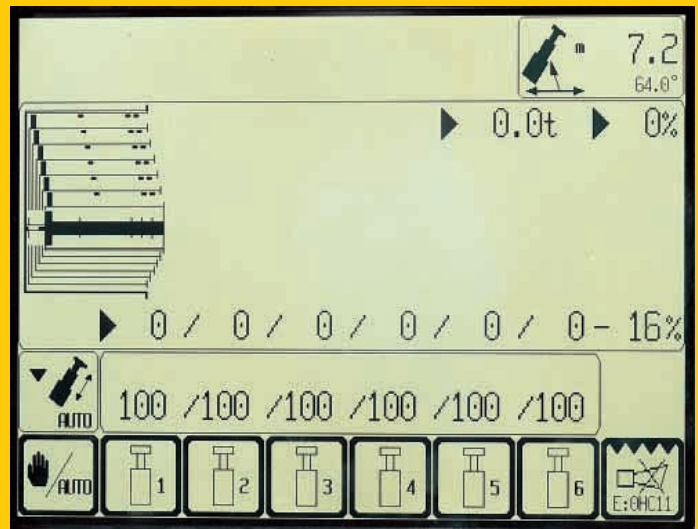 m 7.2
64.0°
0.0t 0%
0 / 0 / 0 / 0 / 0 / 0 - 16%
AUTO
100 /100 /100 /100 /100 /100
/AUTO 1 2 3 4 5 6
E:0HC11